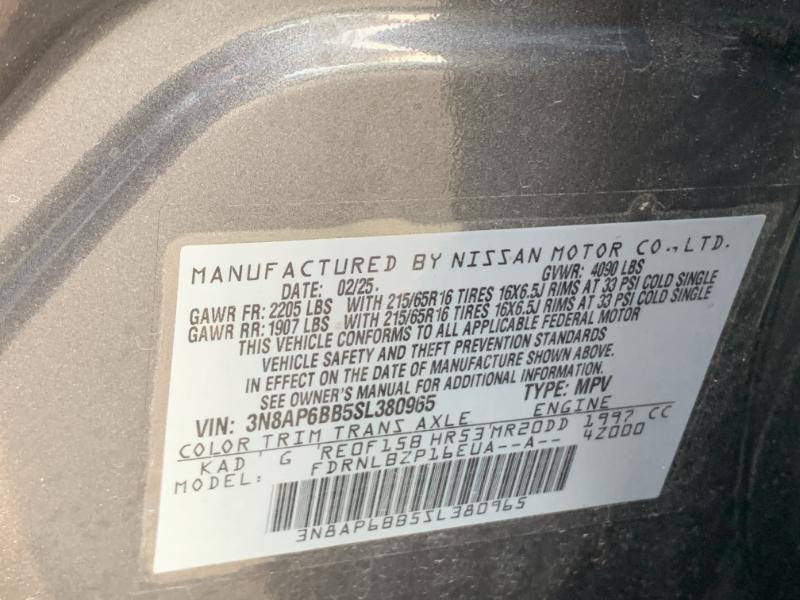 MANUFACTURED BY NISSAN MOTOR CO., LTD.
DATE: 02/25. GVWR: 4090 LBS
GAWR FR: 2205 LBS WITH 215/65R16 TIRES 16X6.5J RIMS AT 33 PSI COLD SINGLE
GAWR RR: 1907 LBS WITH 215/65R16 TIRES 16X6.5J RIMS AT 33 PSI COLD SINGLE
THIS VEHICLE CONFORMS TO ALL APPLICABLE FEDERAL MOTOR
VEHICLE SAFETY AND THEFT PREVENTION STANDARDS
IN EFFECT ON THE DATE OF MANUFACTURE SHOWN ABOVE.
SEE OWNER'S MANUAL FOR ADDITIONAL INFORMATION.
VIN: 3N8AP6BB5SL380965 TYPE: MPV
COLOR TRIM TRANS AXLE ENGINE
KAD ' G 'RE0F15B HR53'MR20DD 1997 CC
MODEL: FDRNLBZP16EUA--A-- 4Z000
3N8AP6BB5SL380965